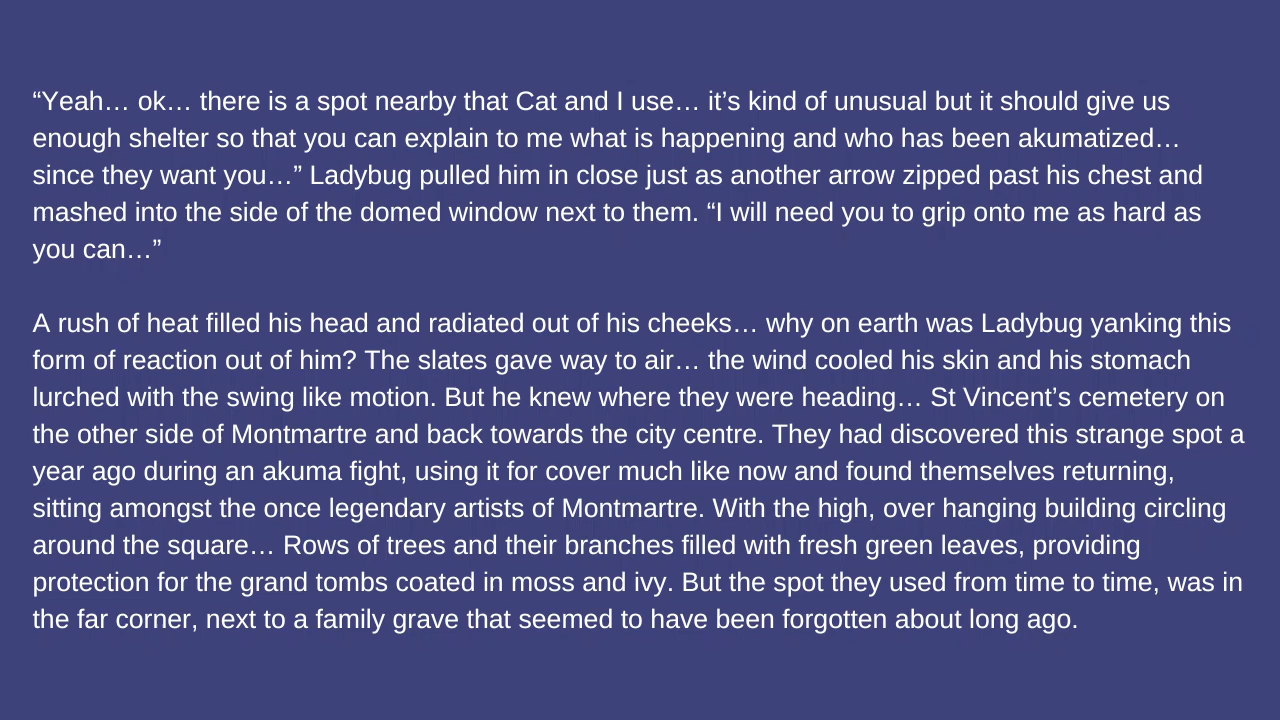 “Yeah… ok… there is a spot nearby that Cat and I use… it’s kind of unusual but it should give us
enough shelter so that you can explain to me what is happening and who has been akumatized…
since they want you…” Ladybug pulled him in close just as another arrow zipped past his chest and
mashed into the side of the domed window next to them. “I will need you to grip onto me as hard as
you can…”
A rush of heat filled his head and radiated out of his cheeks… why on earth was Ladybug yanking this
form of reaction out of him? The slates gave way to air… the wind cooled his skin and his stomach
lurched with the swing like motion. But he knew where they were heading… St Vincent’s cemetery on
the other side of Montmartre and back towards the city centre. They had discovered this strange spot a
year ago during an akuma fight, using it for cover much like now and found themselves returning,
sitting amongst the once legendary artists of Montmartre. With the high, over hanging building circling
around the square… Rows of trees and their branches filled with fresh green leaves, providing
protection for the grand tombs coated in moss and ivy. But the spot they used from time to time, was in
the far corner, next to a family grave that seemed to have been forgotten about long ago.